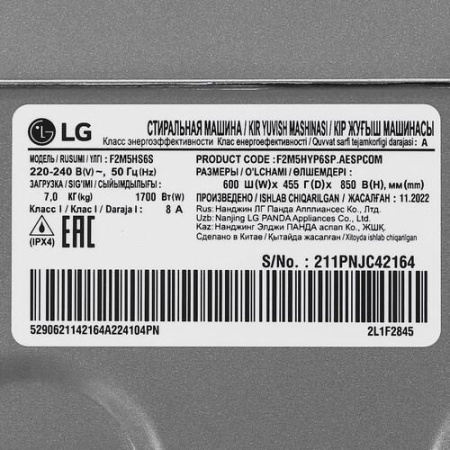 LG
СТИРАЛЬНАЯ МАШИНА / KIR YUVISH MASHINASI / КІР ЖУҒЫШ МАШИНАСЫ
Класс энергоэффективности / Класс энергоэффективности / Quvvat sarfi tejamkorligi darajasi : A
МОДЕЛЬ / RUSUMI / ҮЛГІ : F2M5HS6S
PRODUCT CODE : F2M5HYP6SP.AESPCOM
220-240 В(V)~, 50 Гц(Hz)
РАЗМЕРЫ / O'LCHAMI / ӨЛШЕМДЕРІ :
ЗАГРУЗКА / SIG'IMI / СЫЙЫМДЫЛЫҒЫ :
600 Ш(W)x 455 Г(D)x 850 В(H), мм(mm)
7,0 КГ(kg) 1700 Вт(W)
ПРОИЗВЕДЕНО / ISHLAB CHIQARILGAN / ЖАСАЛҒАН : 11.2022
Класс I / Klas I / Daraja I : 8 A
Rus: Нанджин ЛГ Панда Апплиансес Ко., Лтд.
Uzb: Nanjing LG PANDA Appliances Co., Ltd.
Kaz: Нанджинг Элджи ПАНДА аспап Ко., Лтд.
Сделано в Китае / Қытайда жасалған / Xitoyda ishlab chiqarilgan
(IPX4)
EAC
S/No. : 211PNJC42164
5290621142164A224104PN
2L1F2845